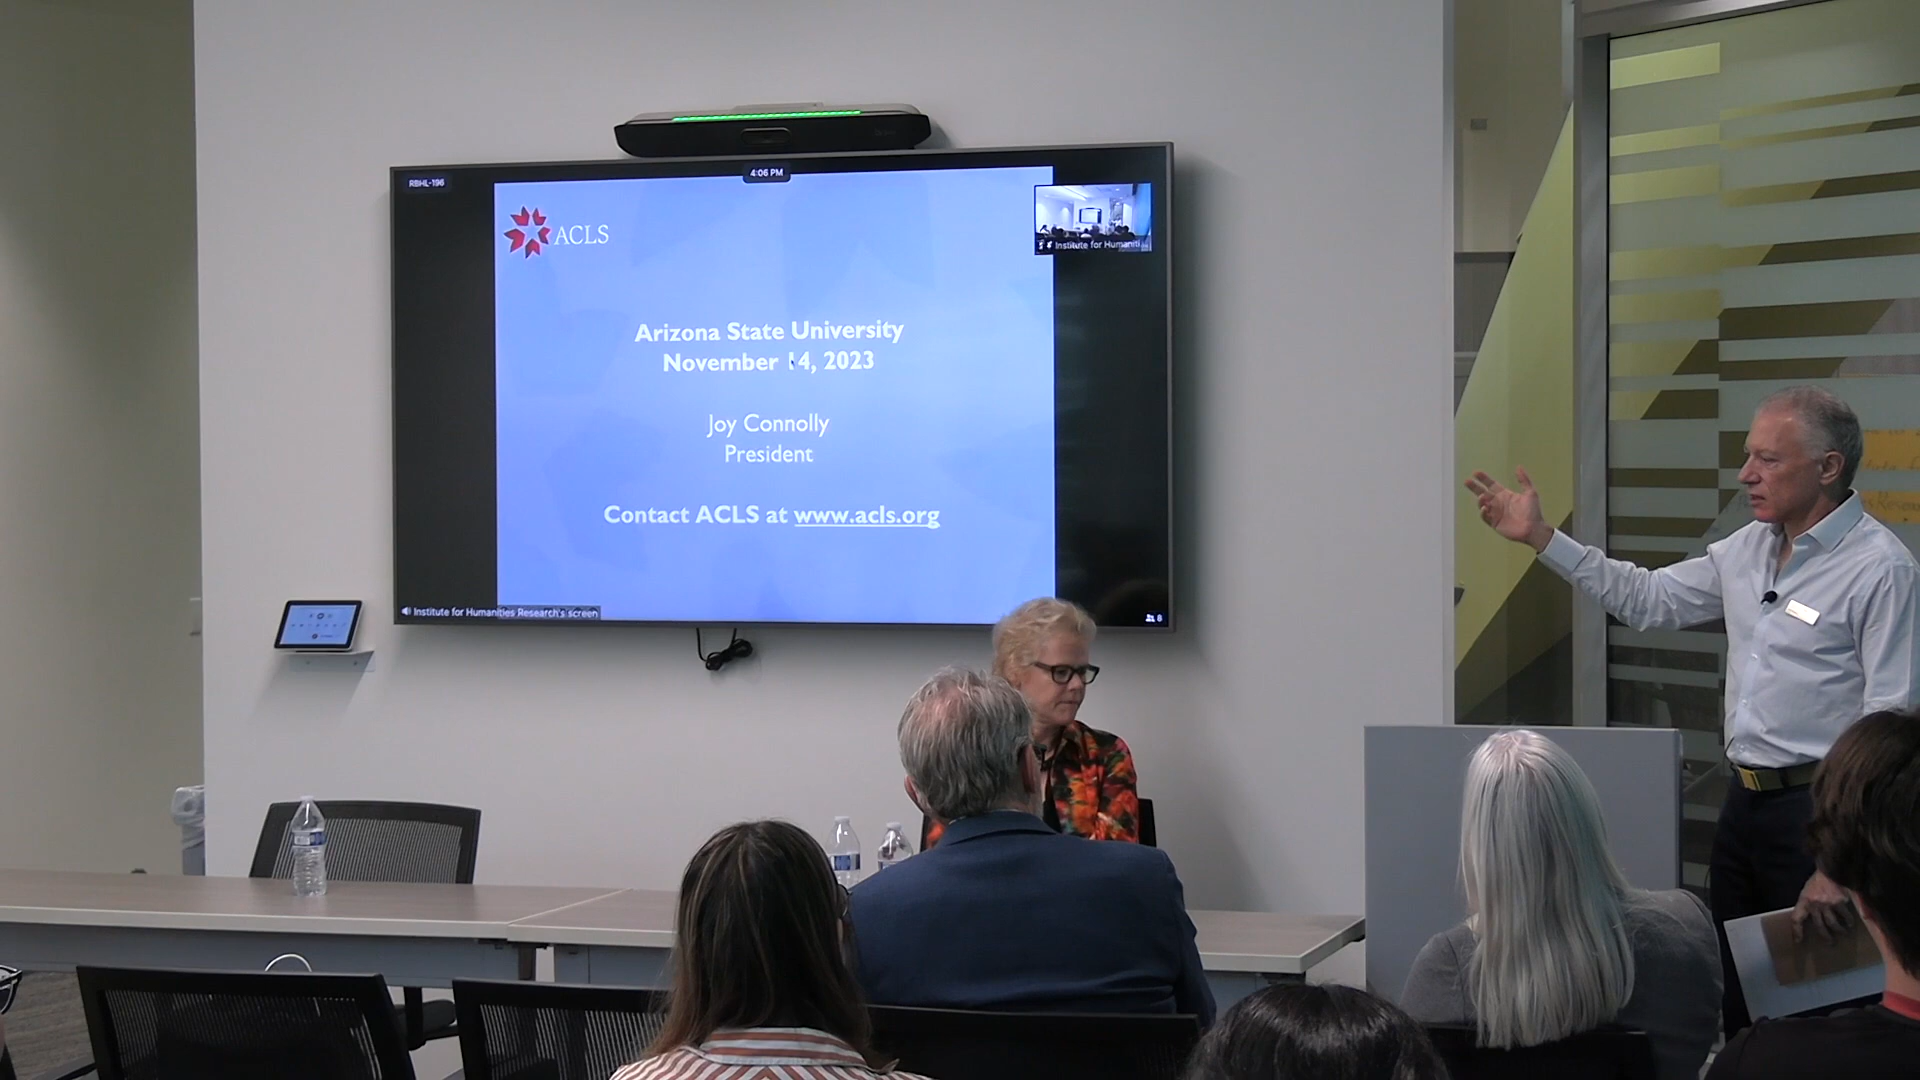 RBHL-196
4:06 PM
ACLS
Institute for Humaniti
Arizona State University
November 14, 2023
Joy Connolly
President
Contact ACLS at www.acls.org
Institute for Humanities Research's screen
8